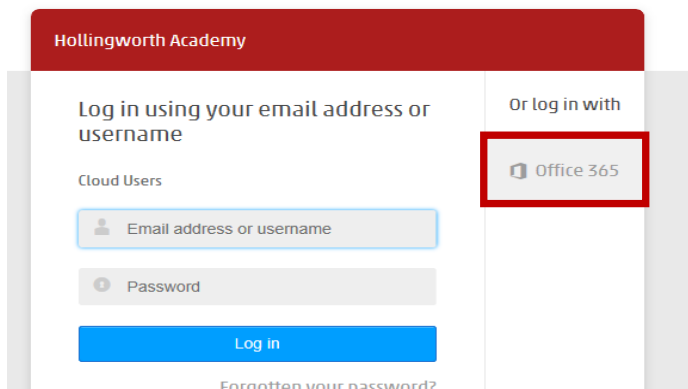 Hollingworth Academy
Log in using your email address or
username
Cloud Users
Email address or username
Password
Log in
Forgotten your password?
Or log in with
Office 365